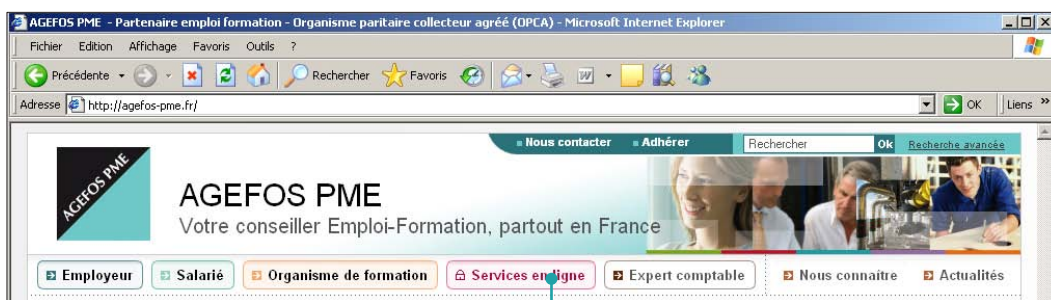 AGEFOS PME - Partenaire emploi formation - Organisme paritaire collecteur agréé (OPCA) - Microsoft Internet Explorer
Fichier Edition Affichage Favoris Outils ?
Précédente Rechercher Favoris
Adresse http://agefos-pme.fr/ OK Liens »
Nous contacter Adhérer Rechercher Ok Recherche avancée
AGEFOS PME
AGEFOS PME
Votre conseiller Emploi-Formation, partout en France
Employeur Salarié Organisme de formation Services en ligne Expert comptable Nous connaître Actualités